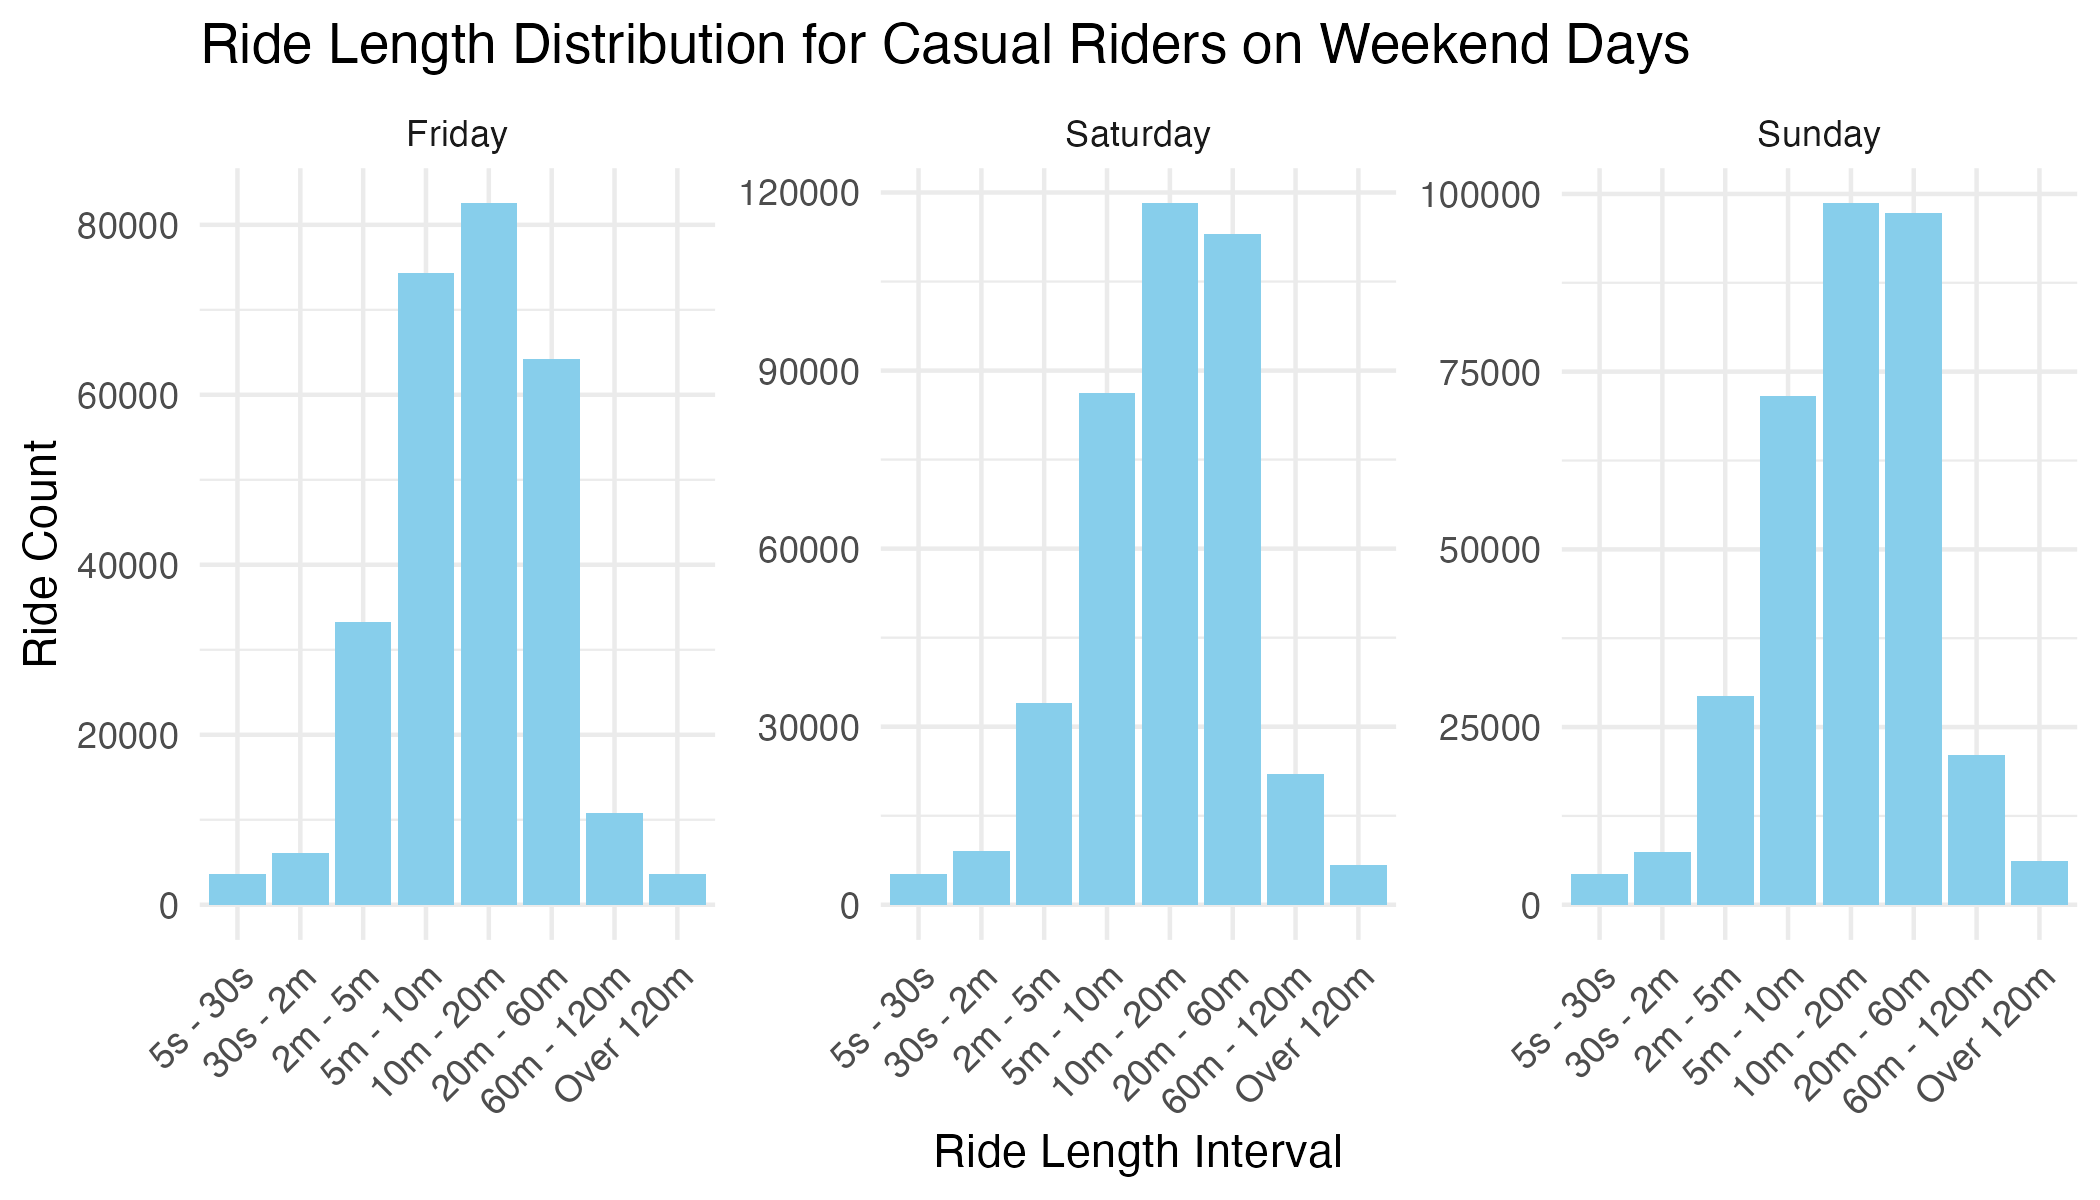 Ride Length Distribution for Casual Riders on Weekend Days
Friday
Saturday
Sunday
Ride Count
80000
60000
40000
20000
0
120000
90000
60000
30000
0
100000
75000
50000
25000
0
5s - 30s
30s - 2m
2m - 5m
5m - 10m
10m - 20m
20m - 60m
60m - 120m
Over 120m
5s - 30s
30s - 2m
2m - 5m
5m - 10m
10m - 20m
20m - 60m
60m - 120m
Over 120m
5s - 30s
30s - 2m
2m - 5m
5m - 10m
10m - 20m
20m - 60m
60m - 120m
Over 120m
Ride Length Interval